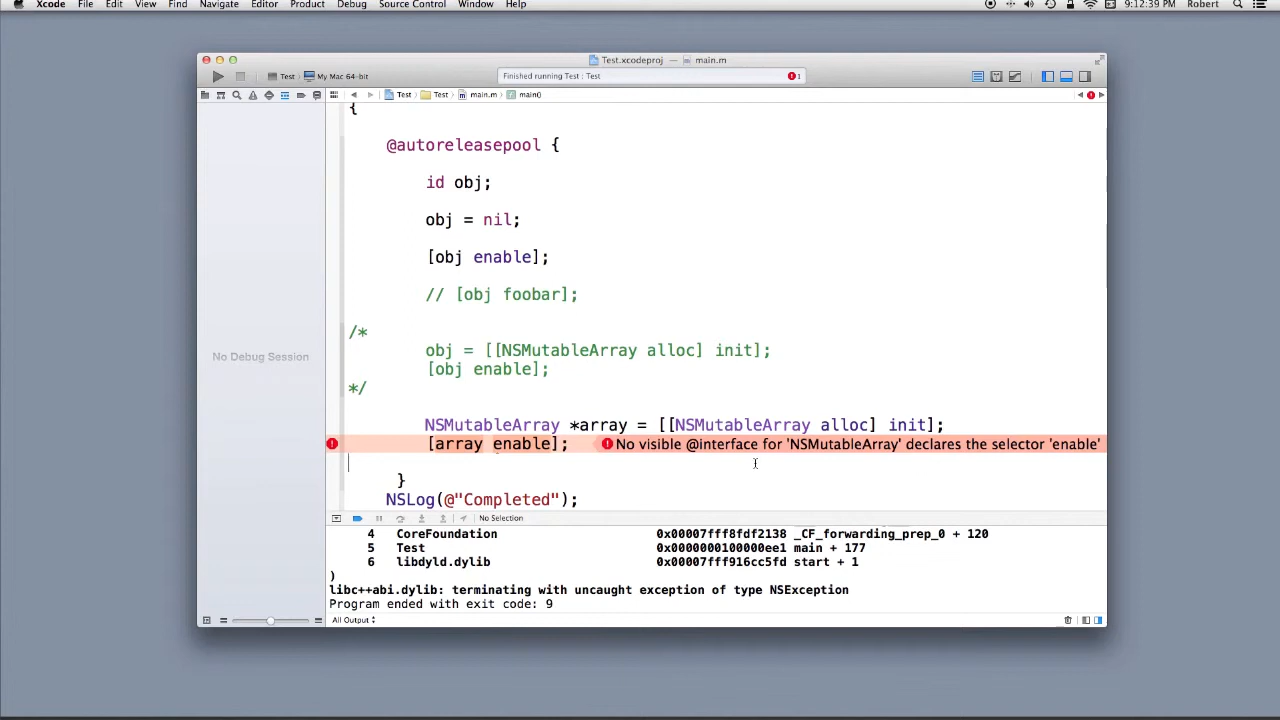 Xcode File Edit View Find Navigate Editor Product Debug Source Control Window Help 9:12:39 PM Robert
Test.xcodeproj — main.m
Test My Mac 64-bit Finished running Test : Test 1
Test Test main.m main()
{
@autoreleasepool {
id obj;
obj = nil;
[obj enable];
// [obj foobar];
/*
obj = [[NSMutableArray alloc] init];
[obj enable];
*/
NSMutableArray *array = [[NSMutableArray alloc] init];
[array enable]; No visible @interface for 'NSMutableArray' declares the selector 'enable'
}
NSLog(@"Completed");
No Debug Session
No Selection
4 CoreFoundation 0x00007fff8fdf2138 _CF_forwarding_prep_0 + 120
5 Test 0x0000000100000ee1 main + 177
6 libdyld.dylib 0x00007fff916cc5fd start + 1
)
libc++abi.dylib: terminating with uncaught exception of type NSException
Program ended with exit code: 9
All Output